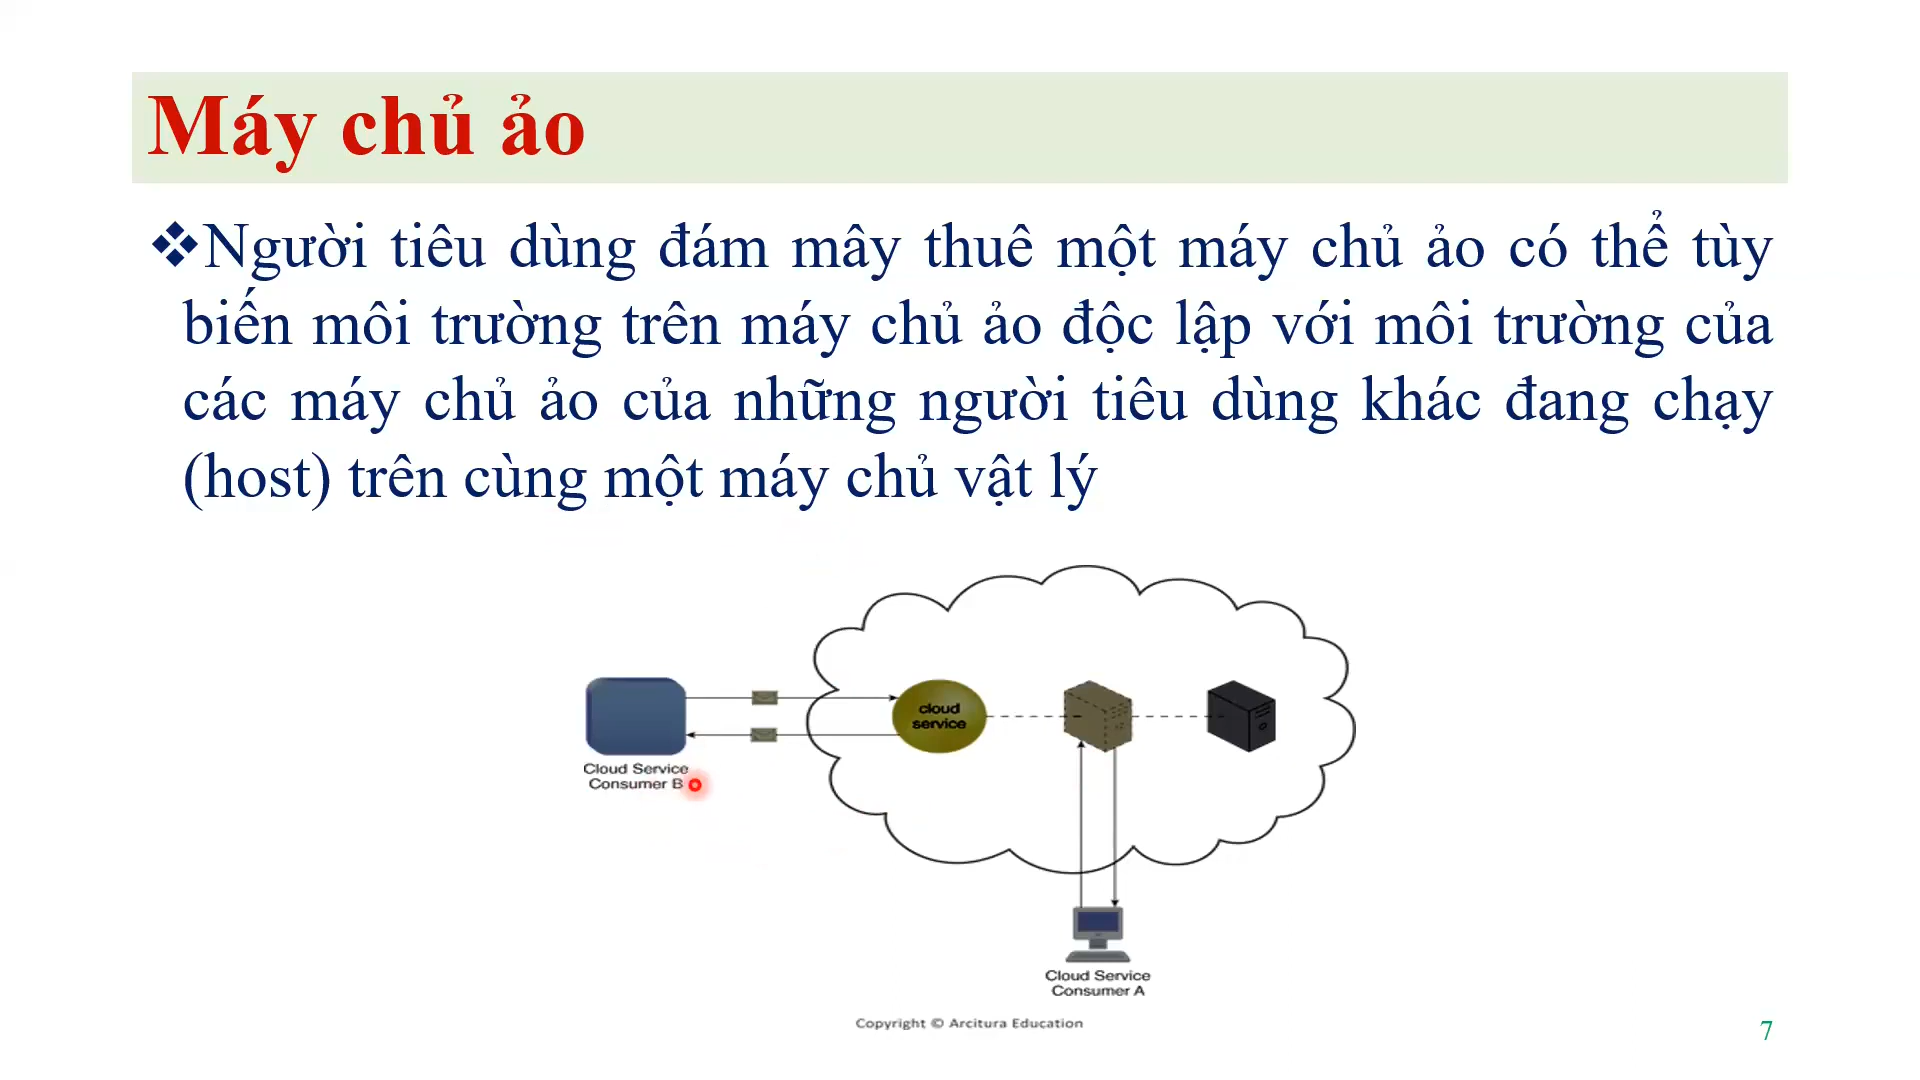 Máy chủ ảo
❖Người tiêu dùng đám mây thuê một máy chủ ảo có thể tùy
biến môi trường trên máy chủ ảo độc lập với môi trường của
các máy chủ ảo của những người tiêu dùng khác đang chạy
(host) trên cùng một máy chủ vật lý
cloud
service
Cloud Service
Consumer B
Cloud Service
Consumer A
Copyright © Arcitura Education
7